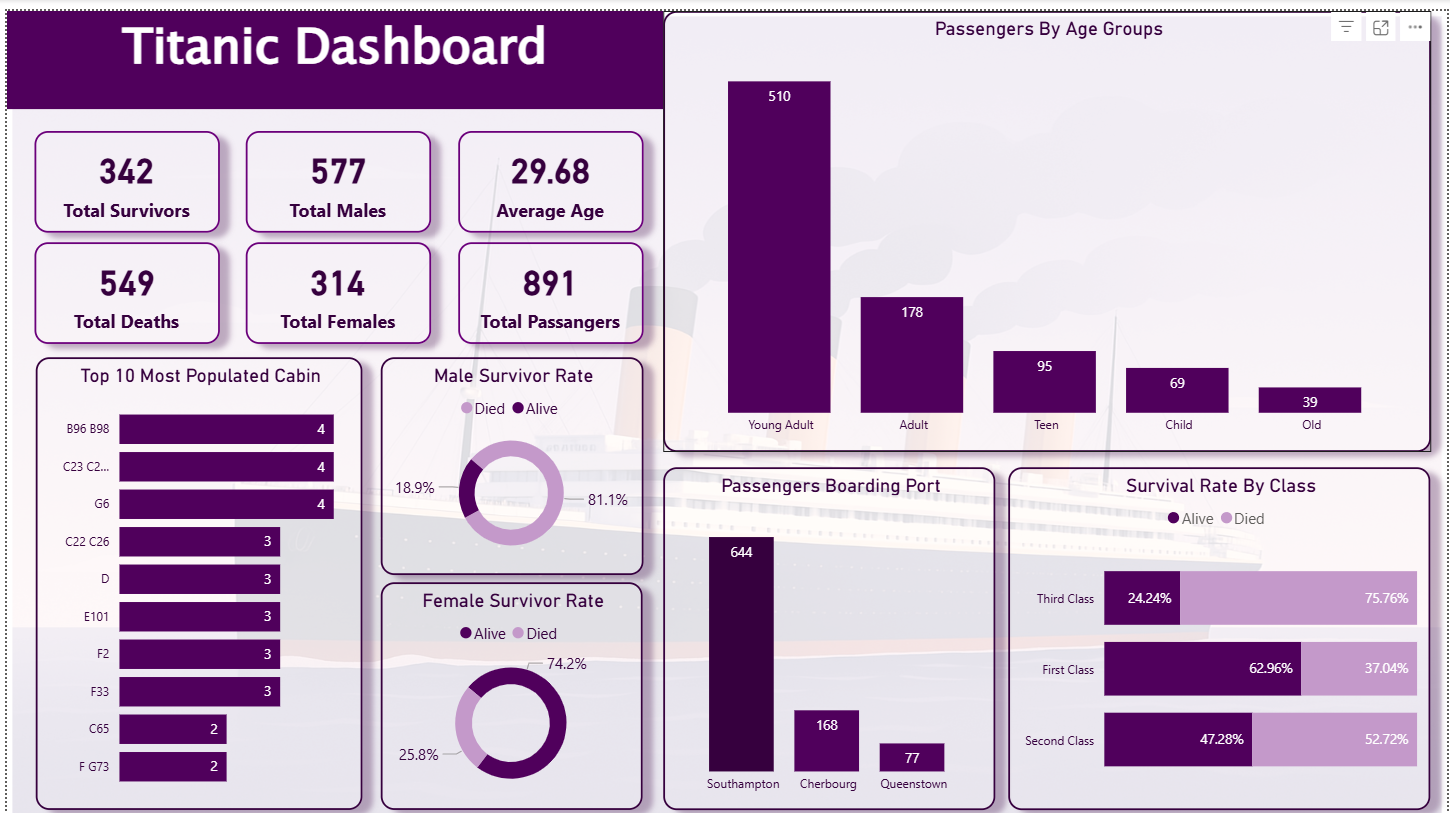 Titanic Dashboard
342
Total Survivors
577
Total Males
29.68
Average Age
549
Total Deaths
314
Total Females
891
Total Passangers
Passengers By Age Groups
510
178
95
69
39
Young Adult
Adult
Teen
Child
Old
Top 10 Most Populated Cabin
B96 B98 4
C23 C2... 4
G6 4
C22 C26 3
D 3
E101 3
F2 3
F33 3
C65 2
F G73 2
Male Survivor Rate
Died Alive
18.9%
81.1%
Female Survivor Rate
Alive Died
74.2%
25.8%
Passengers Boarding Port
644
168
77
Southampton
Cherbourg
Queenstown
Survival Rate By Class
Alive Died
Third Class 24.24% 75.76%
First Class 62.96% 37.04%
Second Class 47.28% 52.72%